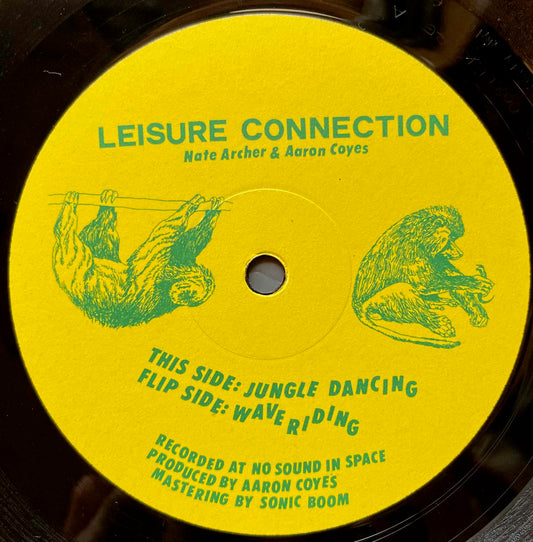 LEISURE CONNECTION
Nate Archer & Aaron Coyes
THIS SIDE: JUNGLE DANCING
FLIP SIDE: WAVE RIDING
RECORDED AT NO SOUND IN SPACE
PRODUCED BY AARON COYES
MASTERING BY SONIC BOOM